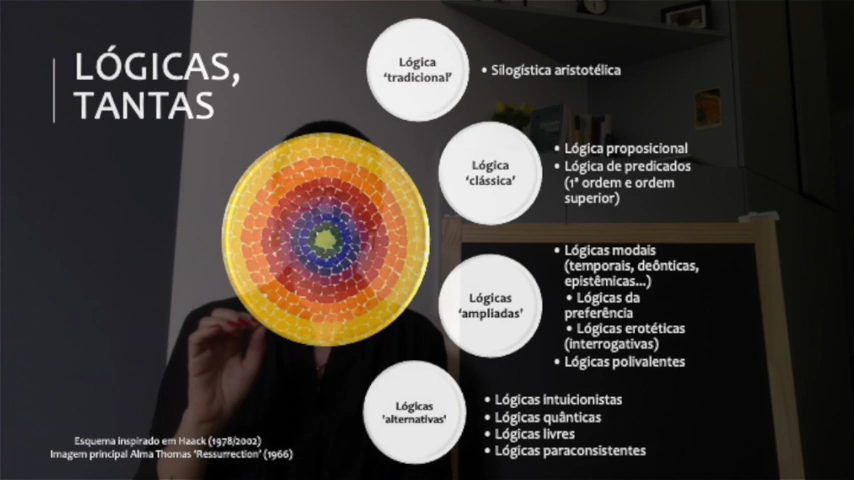 LÓGICAS,
TANTAS
Lógica
‘tradicional’
• Silogística aristotélica
Lógica
‘clássica’
• Lógica proposicional
• Lógica de predicados
(1ª ordem e ordem
superior)
Lógicas
‘ampliadas’
• Lógicas modais
(temporais, deônticas,
epistêmicas...)
• Lógicas da
preferência
• Lógicas erotéticas
(interrogativas)
• Lógicas polivalentes
Lógicas
‘alternativas’
• Lógicas intuicionistas
• Lógicas quânticas
• Lógicas livres
• Lógicas paraconsistentes
Esquema inspirado em Haack (1978/2002)
Imagem principal Alma Thomas ‘Ressurrection’ (1966)